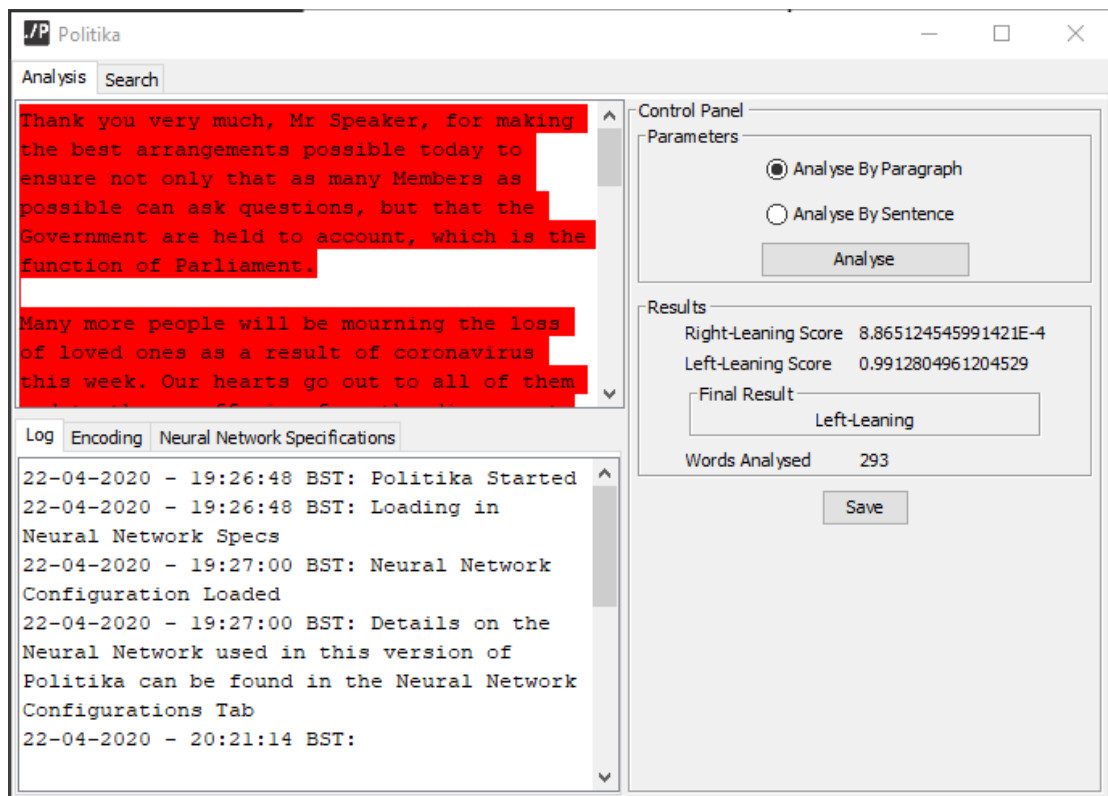 ./P Politika
Analysis Search
Thank you very much, Mr Speaker, for making
the best arrangements possible today to
ensure not only that as many Members as
possible can ask questions, but that the
Government are held to account, which is the
function of Parliament.
Many more people will be mourning the loss
of loved ones as a result of coronavirus
this week. Our hearts go out to all of them
Log Encoding Neural Network Specifications
22-04-2020 - 19:26:48 BST: Politika Started
22-04-2020 - 19:26:48 BST: Loading in
Neural Network Specs
22-04-2020 - 19:27:00 BST: Neural Network
Configuration Loaded
22-04-2020 - 19:27:00 BST: Details on the
Neural Network used in this version of
Politika can be found in the Neural Network
Configurations Tab
22-04-2020 - 20:21:14 BST:
Control Panel
Parameters
Analyse By Paragraph
Analyse By Sentence
Analyse
Results
Right-Leaning Score 8.865124545991421E-4
Left-Leaning Score 0.9912804961204529
Final Result
Left-Leaning
Words Analysed 293
Save